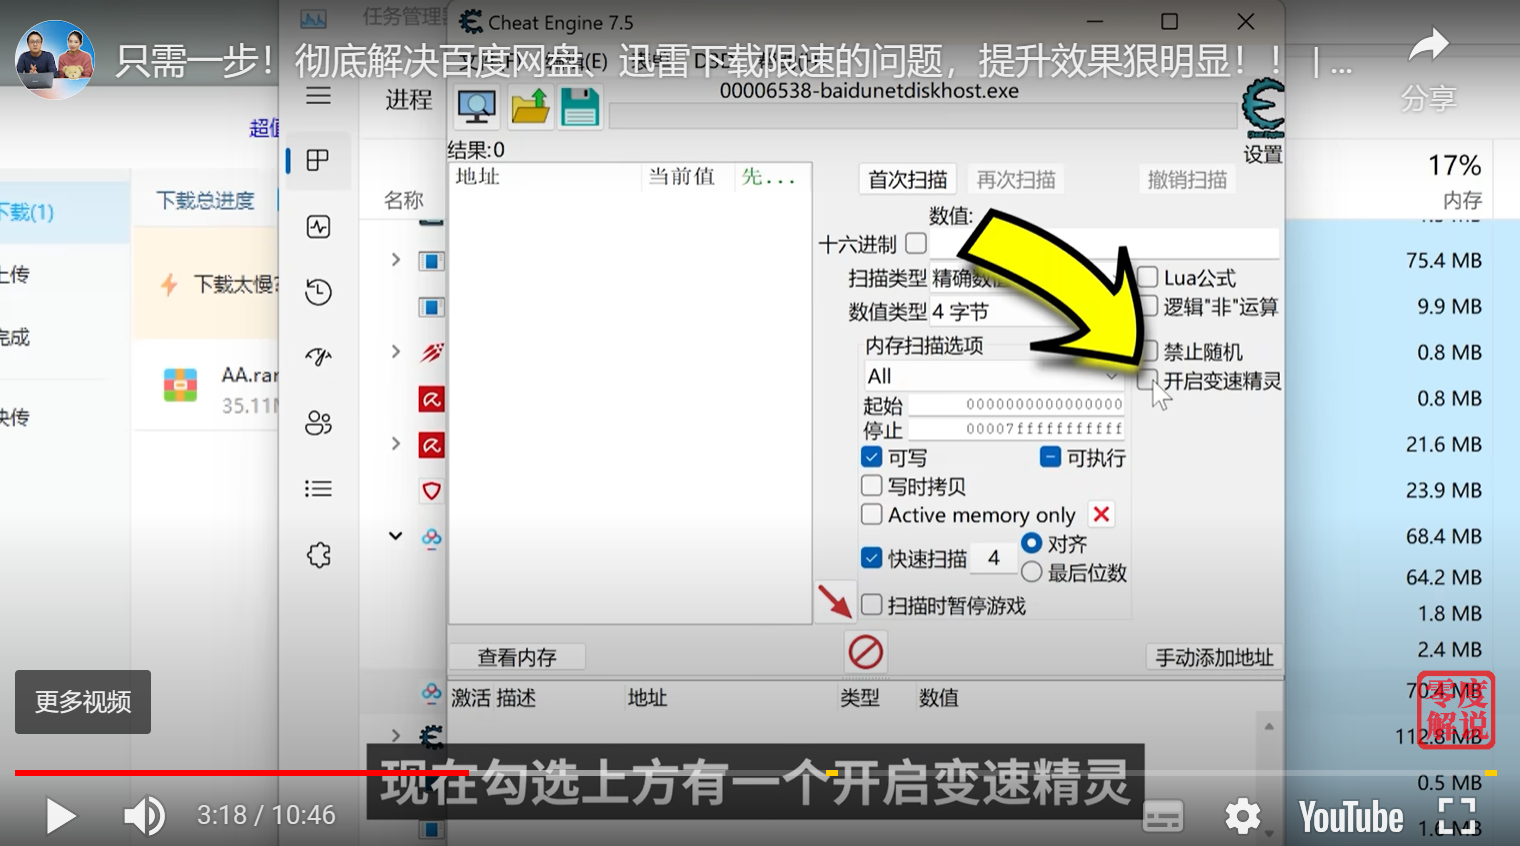 任务管理器
Cheat Engine 7.5
只需一步！彻底解决百度网盘、迅雷下载限速的问题，提升效果狠明显！！ | ...
分享
进程
00006538-baidunetdiskhost.exe
超值
结果:0
设置
地址
当前值
先...
首次扫描
再次扫描
撤销扫描
17%
内存
下载总进度
名称
下载(1)
数值:
十六进制
扫描类型
精确数值
Lua公式
数值类型
4 字节
逻辑"非"运算
内存扫描选项
禁止随机
All
开启变速精灵
起始
0000000000000000
停止
00007fffffffffff
可写
可执行
写时拷贝
Active memory only
快速扫描
4
对齐
最后位数
扫描时暂停游戏
上传
下载太慢?
完成
AA.rar
35.11M
快传
75.4 MB
9.9 MB
0.8 MB
0.8 MB
21.6 MB
23.9 MB
68.4 MB
64.2 MB
1.8 MB
2.4 MB
70.4 MB
112.8 MB
0.5 MB
查看内存
手动添加地址
激活
描述
地址
类型
数值
更多视频
零度
解说
现在勾选上方有一个开启变速精灵
3:18 / 10:46
YouTube